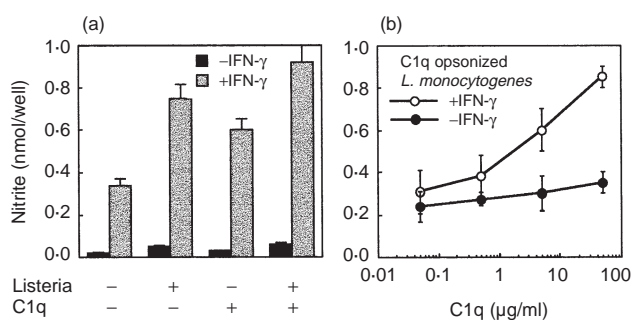 (a)
–IFN-γ
+IFN-γ
Nitrite (nmol/well)
1·0
0·8
0·6
0·4
0·2
0·0
Listeria – + – +
C1q – – + +
(b)
C1q opsonized
L. monocytogenes
+IFN-γ
–IFN-γ
1·0
0·8
0·6
0·4
0·2
0·0
0·01 0·1 1 10 100
C1q (µg/ml)